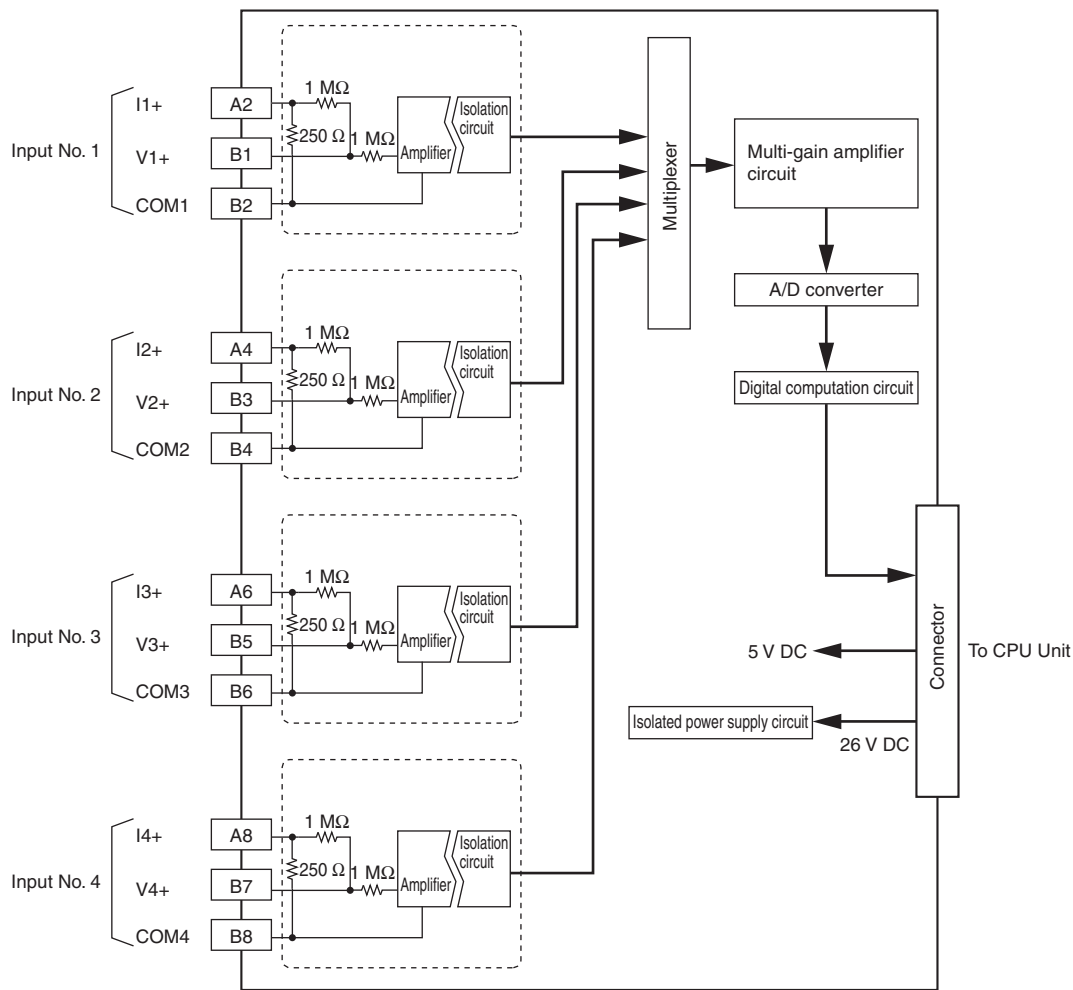 Input No. 1
I1+
V1+
COM1
A2
B1
B2
1 MΩ
250 Ω
1 MΩ
Amplifier
Isolation
circuit
Input No. 2
I2+
V2+
COM2
A4
B3
B4
1 MΩ
250 Ω
1 MΩ
Amplifier
Isolation
circuit
Input No. 3
I3+
V3+
COM3
A6
B5
B6
1 MΩ
250 Ω
1 MΩ
Amplifier
Isolation
circuit
Input No. 4
I4+
V4+
COM4
A8
B7
B8
1 MΩ
250 Ω
1 MΩ
Amplifier
Isolation
circuit
Multiplexer
Multi-gain amplifier
circuit
A/D converter
Digital computation circuit
Connector
To CPU Unit
5 V DC
Isolated power supply circuit
26 V DC